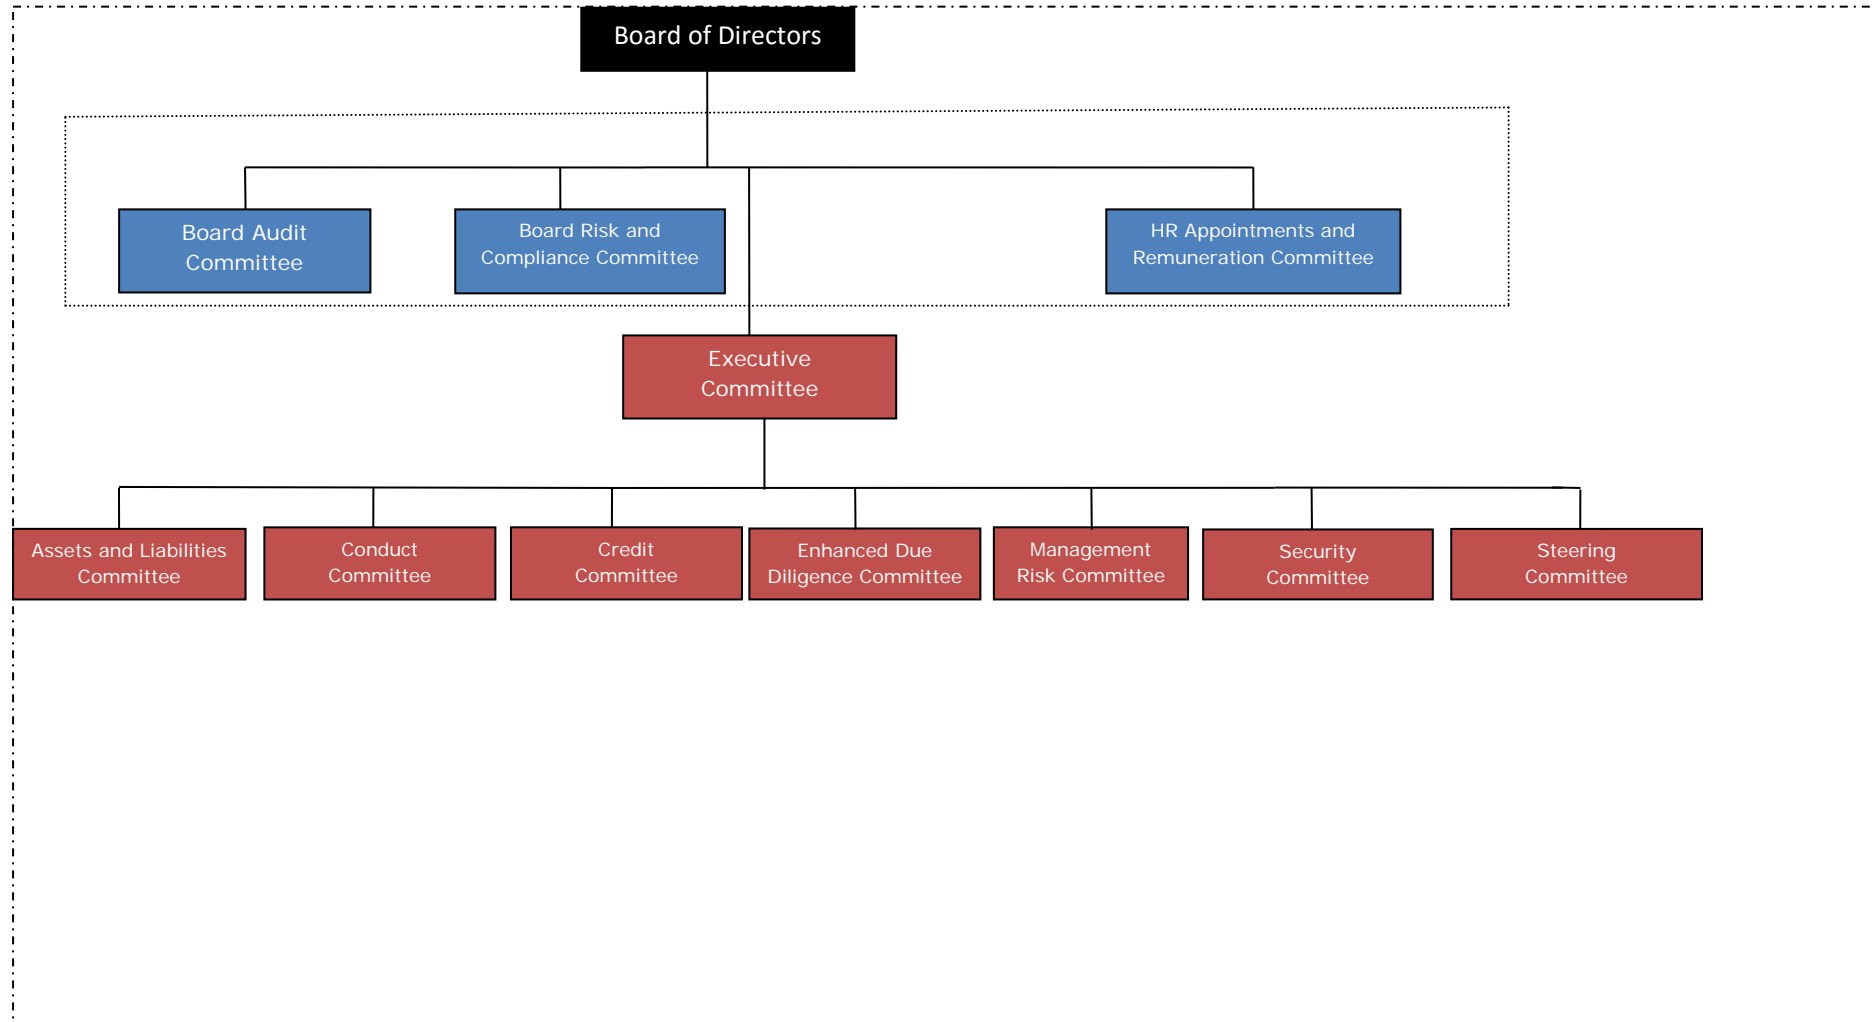 Board of Directors
Board Audit
Committee
Board Risk and
Compliance Committee
HR Appointments and
Remuneration Committee
Executive
Committee
Assets and Liabilities
Committee
Conduct
Committee
Credit
Committee
Enhanced Due
Diligence Committee
Management
Risk Committee
Security
Committee
Steering
Committee